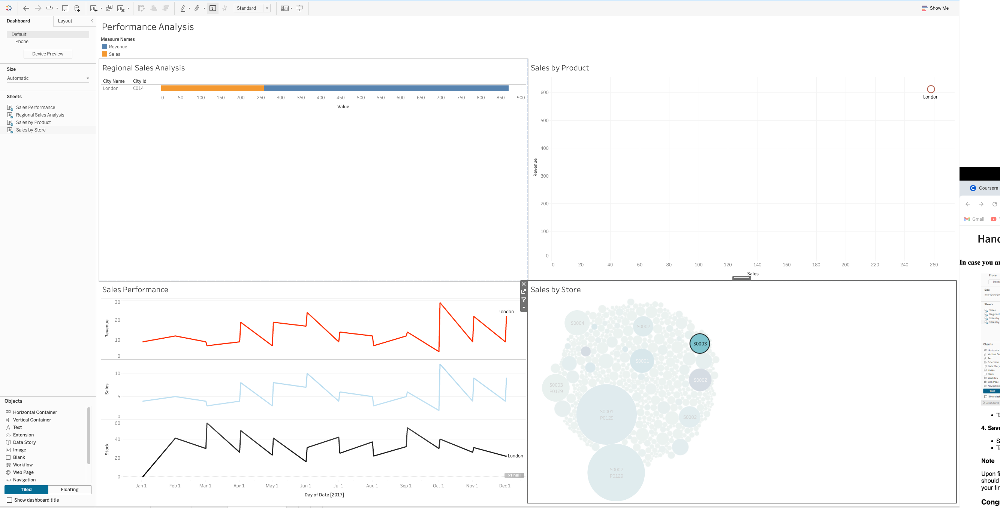 Standard
Show Me
Dashboard
Layout
Default
Phone
Device Preview
Size
Automatic
Sheets
Sales Performance
Regional Sales Analysis
Sales by Product
Sales by Store
Objects
Horizontal Container
Vertical Container
Text
Extension
Data Story
Image
Blank
Workflow
Web Page
Navigation
Tiled
Floating
Show dashboard title
Performance Analysis
Measure Names
Revenue
Sales
Regional Sales Analysis
City Name City Id
London C014
0 50 100 150 200 250 300 350 400 450 500 550 600 650 700 750 800 850 900
Value
Sales by Product
600
500
400
300
200
100
0
Revenue
London
0 20 40 60 80 100 120 140 160 180 200 220 240 260
Sales
Sales Performance
30
20
10
0
Revenue
London
10
5
0
Sales
60
40
20
0
Stock
London
>1 null
Jan 1 Feb 1 Mar 1 Apr 1 May 1 Jun 1 Jul 1 Aug 1 Sep 1 Oct 1 Nov 1 Dec 1
Day of Date [2017]
Sales by Store
S0004
S0002
S0003
S0001
S0002
S0003
P0129
S0001
P0129
S0002
S0002
P0129
Coursera
Gmail
Hand
In case you ar
Phone
Device
Size
min 420x560
Sheets
Sales ...
Regional
Sales by
Sales by
Objects
Horizontal
Vertical Co
Text
Extension
Data Story
Image
Blank
Workflow
Web Page
Navigation
Tiled
Show dash
Data Source
4. Save
Note
Upon fi
should
your fin
Cong